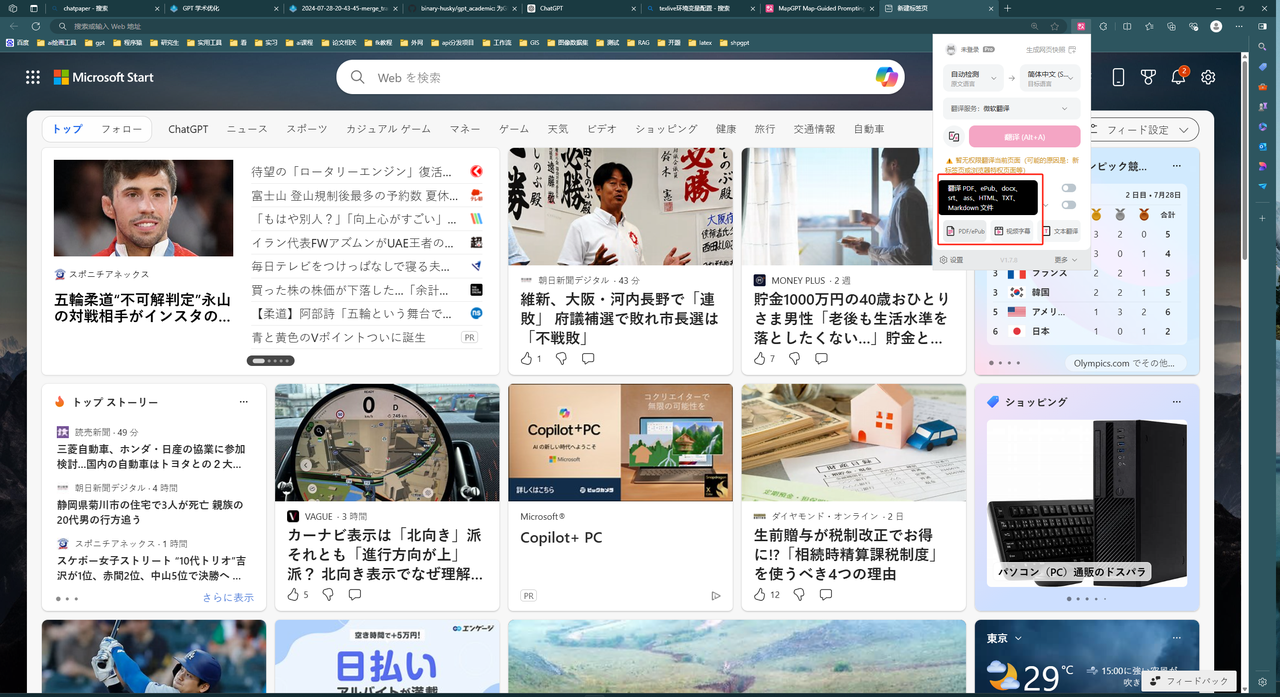 chatpaper - 搜索
GPT 学术优化
2024-07-28-20-43-45-merge_tra
binary-husky/gpt_academic: 为G
ChatGPT
texlive环境变量配置 - 搜索
MapGPT Map-Guided Prompting
新建标签页
搜索或输入 Web 地址
百度
ai绘画工具
gpt
程序猿
研究生
实用工具
看
实习
ai课程
论文相关
fk教程
外网
api分发项目
工作流
GIS
图像数据集
测试
RAG
开题
latex
shpgpt
Microsoft Start
Web を検索
2
トップ
フォロー
ChatGPT
ニュース
スポーツ
カジュアル ゲーム
マネー
ゲーム
天気
ビデオ
ショッピング
健康
旅行
交通情報
自動車
フィード設定
未登录 Pro
生成网页快照
自动检测
原文语言
简体中文 (S...
目标语言
翻译服务: 微软翻译
翻译 (Alt+A)
暂无权限翻译当前页面（可能的原因是：新
标签页或浏览器特权页面等）
翻译 PDF、ePub、docx、
srt、ass、HTML、TXT、
Markdown 文件
PDF/ePub
视频字幕
文本翻译
设置
V1.7.8
更多
スポニチアネックス
五輪柔道“不可解判定”永山
の対戦相手がインスタの...
待望の「ロータリーエンジン」復活...
富士山 登山規制後最多の予約数 夏休...
「もはや別人？」「向上心がすごい」...
イラン代表FWアズムンがUAE王者の...
毎日テレビをつけっぱなしで寝る夫...
買った株の株価が下落した...「余計...
【柔道】阿部詩「五輪という舞台で...
青と黄色のVポイントついに誕生
PR
必勝
必勝
朝日新聞デジタル · 43 分
維新、大阪・河内長野で「連
敗」 府議補選で敗れ市長選は
「不戦敗」
1
MONEY PLUS · 2 週
貯金1000万円の40歳おひとり
さま男性「老後も生活水準を
落としたくない...」貯金と...
7
ンピック競...
2 日目 • 7月28日
合計
3 2 0 5
3 0 1 4
3 フランス 2 2 1 5
3 韓国 2 2 1 5
5 アメリ... 1 3 2 6
6 日本 1 0 1 2
Olympics.com でその他...
トップ ストーリー
読売新聞 · 49 分
三菱自動車、ホンダ・日産の協業に参加
検討...国内の自動車はトヨタとの２大...
朝日新聞デジタル · 4 時間
静岡県菊川市の住宅で3人が死亡 親族の
20代男の行方追う
スポニチアネックス · 1 時間
スケボー女子ストリート “10代トリオ”吉
沢が1位、赤間2位、中山5位で決勝へ ...
さらに表示
0
D
VAGUE · 3 時間
カーナビ表示は「北向き」派
それとも「進行方向が上」
派？ 北向き表示でなぜ理解...
5
コクリエイターで
無限の可能性を
Copilot+PC
AI の新しい時代へようこそ
Microsoft
詳しくはこちら
ビックカメラ
Microsoft®
Copilot+ PC
PR
財産目録
ダイヤモンド・オンライン · 2 日
生前贈与が税制改正でお得
に!?「相続時精算課税制度」
を使うべき4つの理由
12
ショッピング
パソコン（PC）通販のドスパラ
エンゲージ
空き時間で+5万円!
日払い
アルバイトが満載
東京
29℃
15:00に強い空風が
吹き
フィードバック